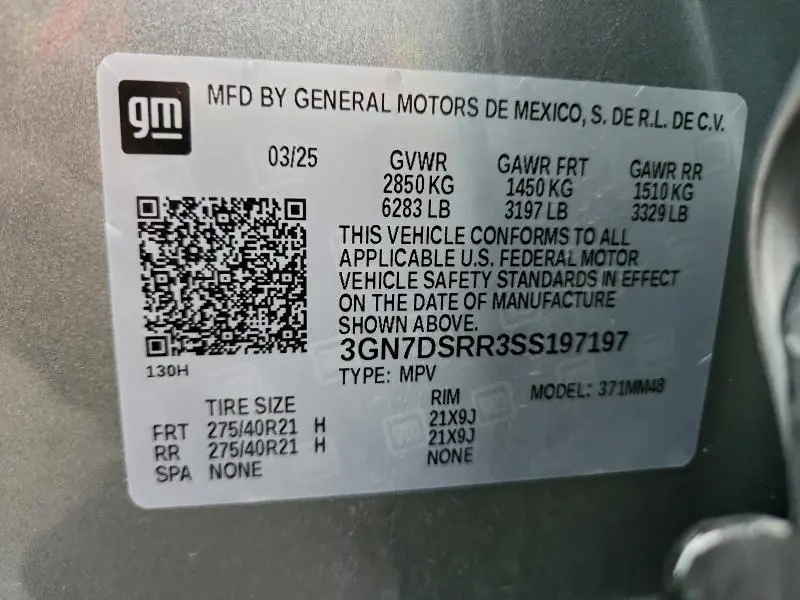 gm MFD BY GENERAL MOTORS DE MEXICO, S. DE R.L. DE C.V.
03/25 GVWR GAWR FRT GAWR RR
2850 KG 1450 KG 1510 KG
6283 LB 3197 LB 3329 LB
THIS VEHICLE CONFORMS TO ALL
APPLICABLE U.S. FEDERAL MOTOR
VEHICLE SAFETY STANDARDS IN EFFECT
ON THE DATE OF MANUFACTURE
SHOWN ABOVE.
3GN7DSRR3SS197197
130H TYPE: MPV MODEL: 371MM48
TIRE SIZE RIM
FRT 275/40R21 H 21X9J
RR 275/40R21 H 21X9J
SPA NONE NONE